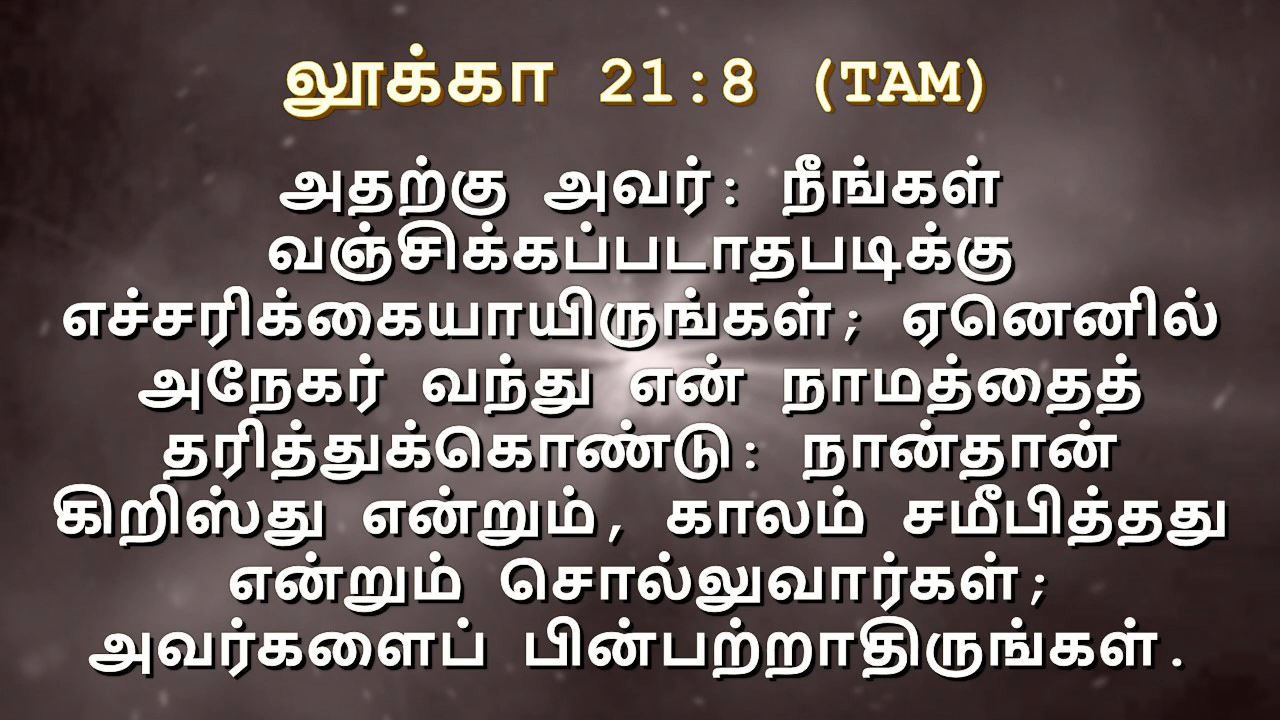 லூக்கா 21:8 (TAM)
அதற்கு அவர்: நீங்கள்
வஞ்சிக்கப்படாதபடிக்கு
எச்சரிக்கையாயிருங்கள்; ஏனெனில்
அநேகர் வந்து என் நாமத்தைத்
தரித்துக்கொண்டு: நான்தான்
கிறிஸ்து என்றும், காலம் சமீபித்தது
என்றும் சொல்லுவார்கள்;
அவர்களைப் பின்பற்றாதிருங்கள்.